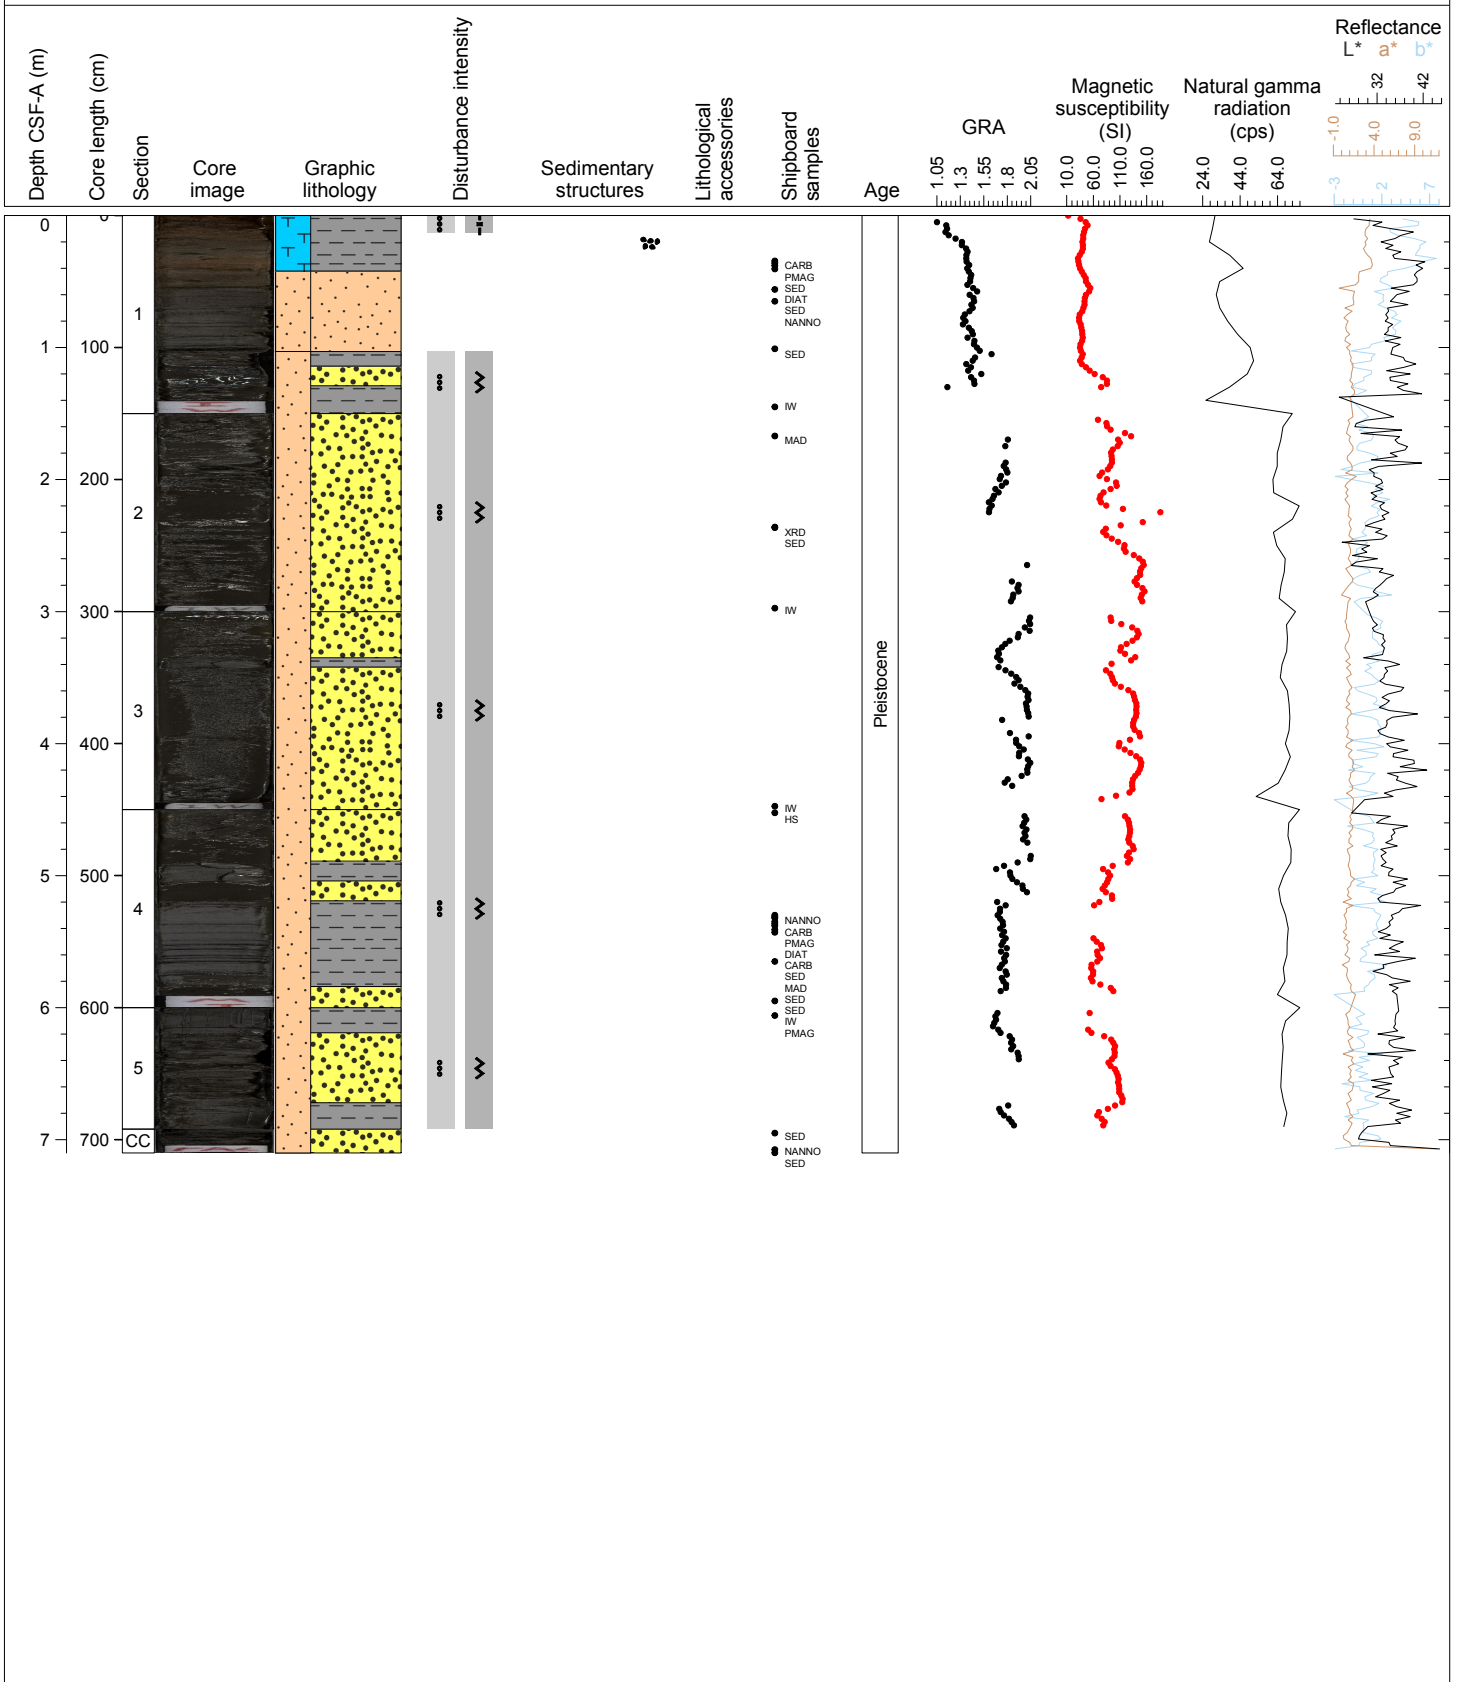 Depth CSF-A (m)
Core length (cm)
Section
Core
image
Graphic
lithology
Disturbance intensity
Sedimentary
structures
Lithological
accessories
Shipboard
samples
Age
GRA
1.05 1.3 1.55 1.8 2.05
Magnetic
susceptibility
(SI)
10.0 60.0 110.0 160.0
Natural gamma
radiation
(cps)
24.0 44.0 64.0
Reflectance
L* a* b*
32 42
-1.0 4.0 9.0
-3 2 7
0
1
2
3
4
5
6
7
0
100
200
300
400
500
600
700
1
2
3
4
5
CC
CARB
PMAG
SED
DIAT
SED
NANNO
SED
IW
MAD
XRD
SED
IW
IW
HS
NANNO
CARB
PMAG
DIAT
CARB
SED
MAD
SED
SED
IW
PMAG
SED
NANNO
SED
Pleistocene